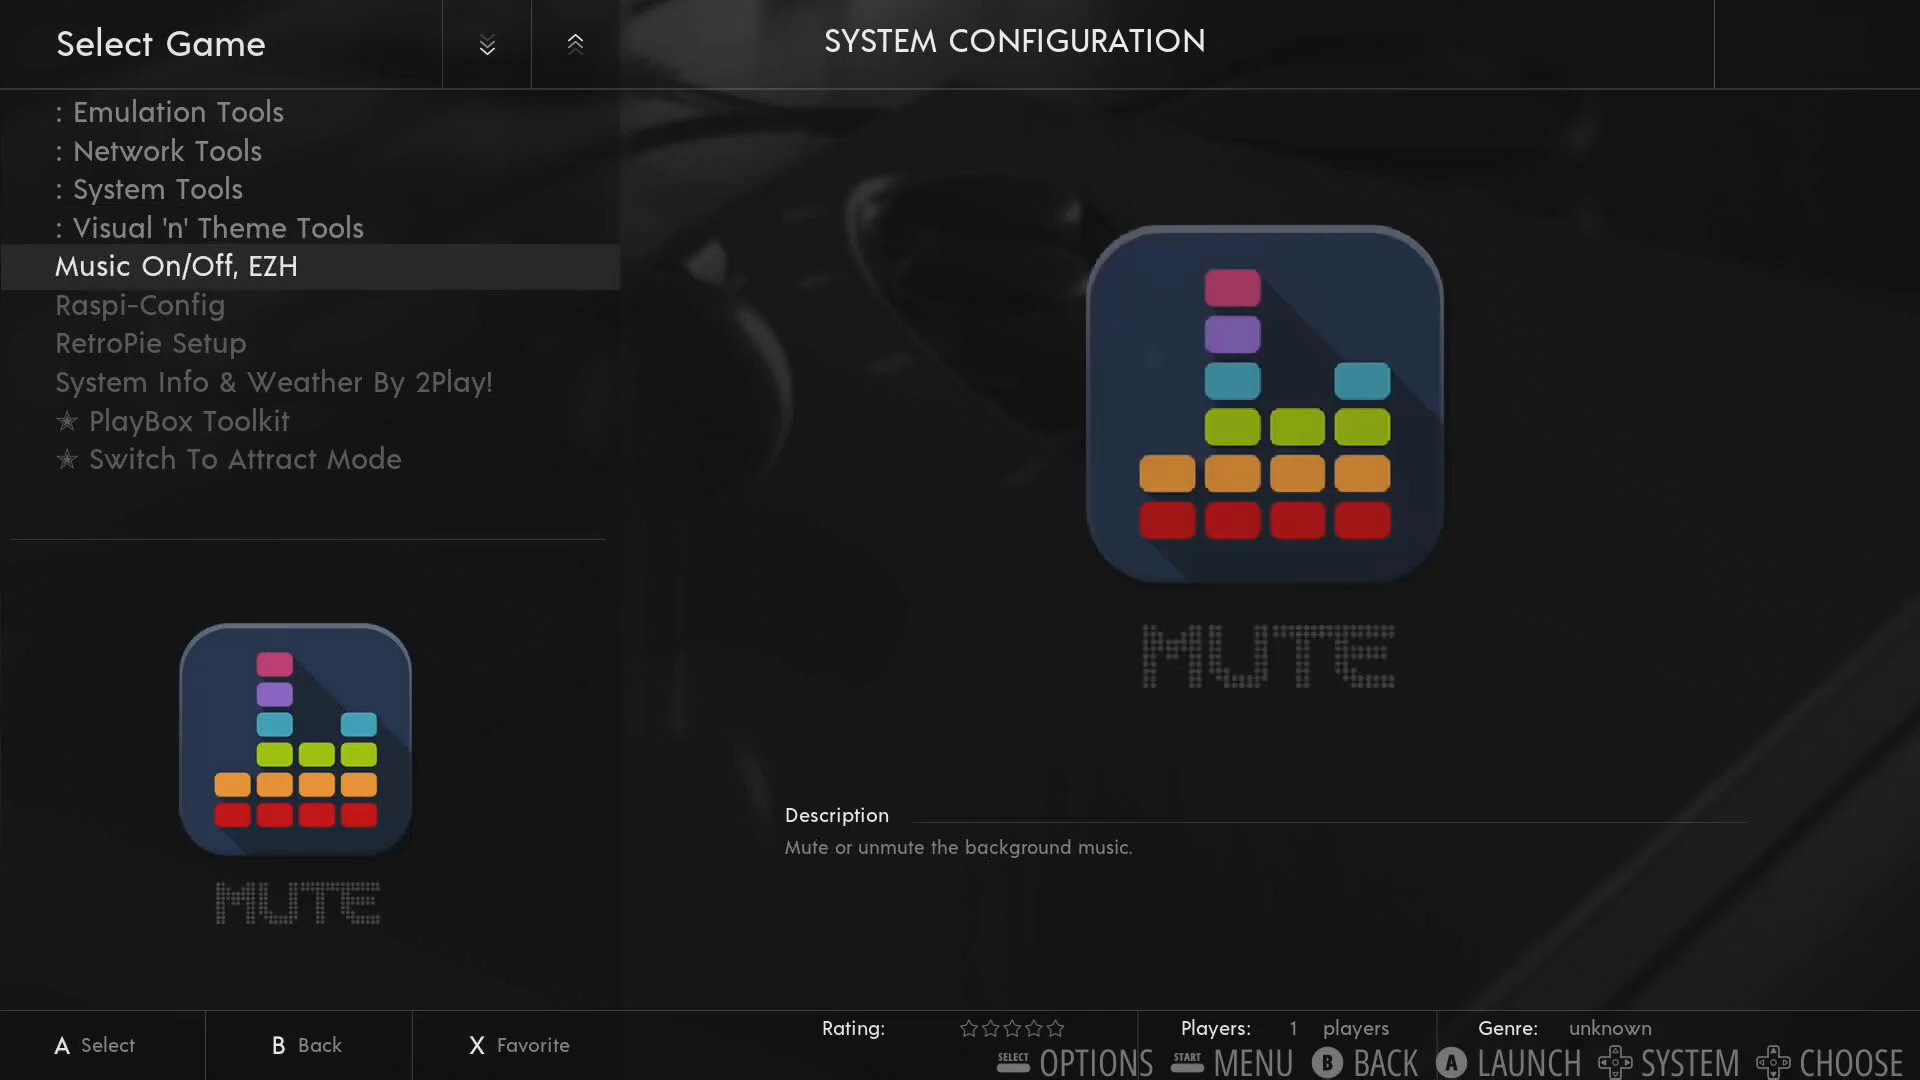 Select Game
SYSTEM CONFIGURATION
: Emulation Tools
: Network Tools
: System Tools
: Visual 'n' Theme Tools
Music On/Off, EZH
Raspi-Config
RetroPie Setup
System Info & Weather By 2Play!
★ PlayBox Toolkit
★ Switch To Attract Mode
MUTE
MUTE
Description
Mute or unmute the background music.
A Select
B Back
X Favorite
Rating: ☆☆☆☆☆
Players: 1 players
Genre: unknown
SELECT OPTIONS START MENU B BACK A LAUNCH SYSTEM CHOOSE